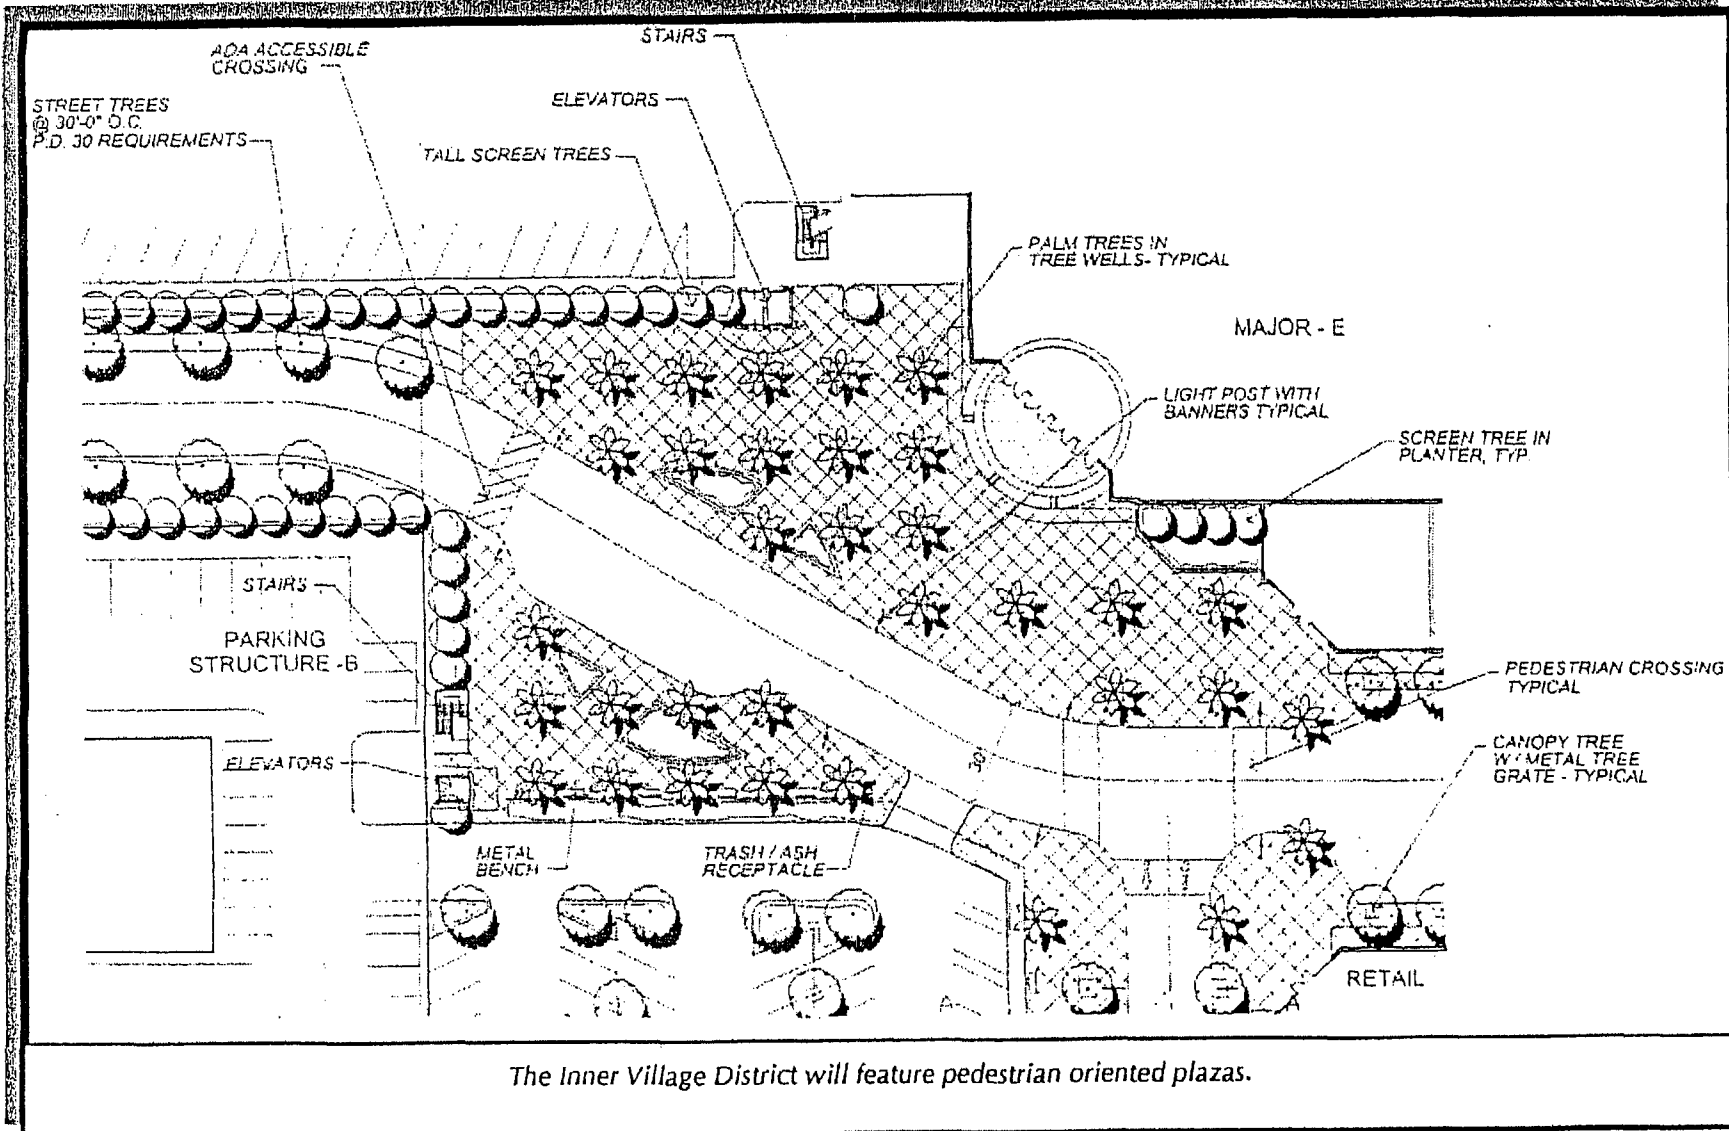 STAIRS
ADA ACCESSIBLE
CROSSING
ELEVATORS
STREET TREES
@ 30'-0" O.C.
P.D. 30 REQUIREMENTS
TALL SCREEN TREES
PALM TREES IN
TREE WELLS- TYPICAL
MAJOR - E
LIGHT POST WITH
BANNERS TYPICAL
SCREEN TREE IN
PLANTER, TYP.
STAIRS
PARKING
STRUCTURE -B
PEDESTRIAN CROSSING
TYPICAL
ELEVATORS
30'
CANOPY TREE
W/ METAL TREE
GRATE - TYPICAL
METAL
BENCH
TRASH / ASH
RECEPTACLE
RETAIL
The Inner Village District will feature pedestrian oriented plazas.